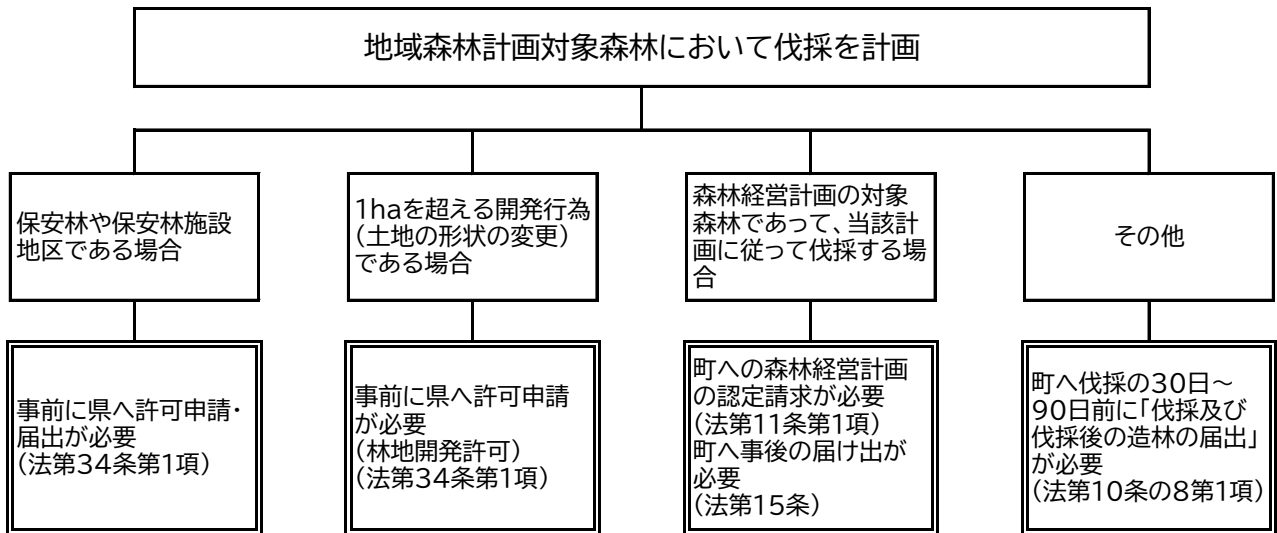 地域森林計画対象森林において伐採を計画
保安林や保安林施設
地区である場合
1haを超える開発行為
(土地の形状の変更)
である場合
森林経営計画の対象
森林であって、当該計
画に従って伐採する場
合
その他
事前に県へ許可申請・
届出が必要
(法第34条第1項)
事前に県へ許可申請
が必要
(林地開発許可)
(法第34条第1項)
町への森林経営計画
の認定請求が必要
(法第11条第1項)
町へ事後の届け出が
必要
(法第15条)
町へ伐採の30日～
90日前に「伐採及び
伐採後の造林の届出」
が必要
(法第10条の8第1項)